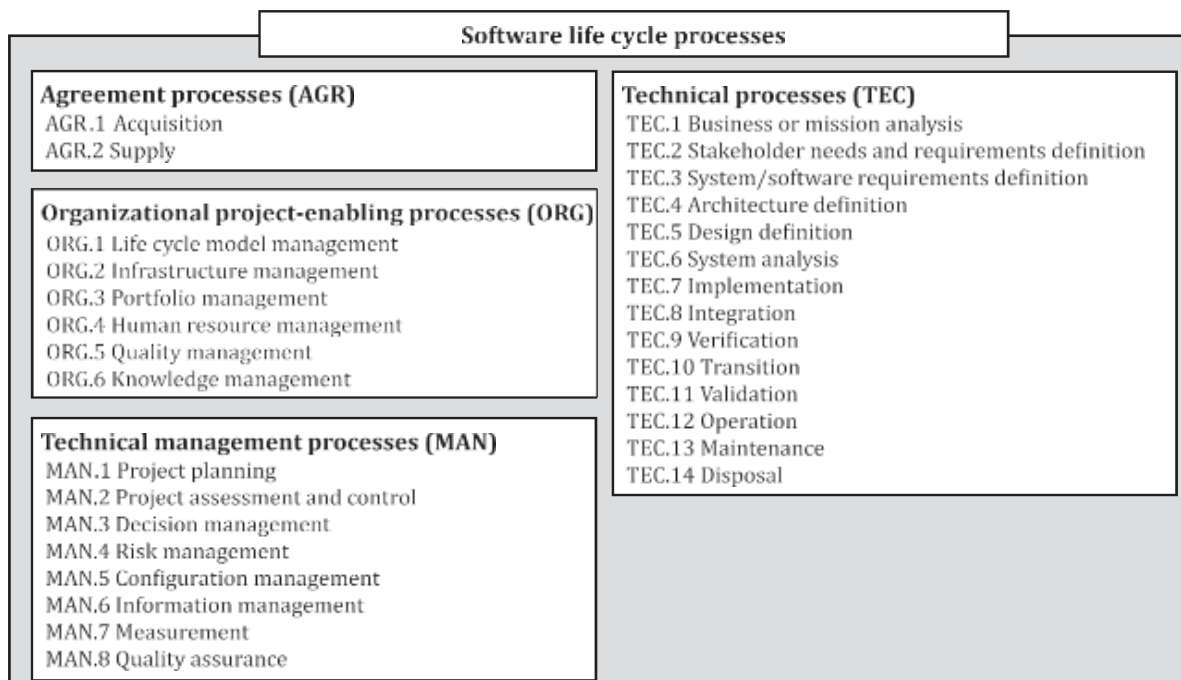 Software life cycle processes
Agreement processes (AGR)
AGR.1 Acquisition
AGR.2 Supply
Organizational project-enabling processes (ORG)
ORG.1 Life cycle model management
ORG.2 Infrastructure management
ORG.3 Portfolio management
ORG.4 Human resource management
ORG.5 Quality management
ORG.6 Knowledge management
Technical management processes (MAN)
MAN.1 Project planning
MAN.2 Project assessment and control
MAN.3 Decision management
MAN.4 Risk management
MAN.5 Configuration management
MAN.6 Information management
MAN.7 Measurement
MAN.8 Quality assurance
Technical processes (TEC)
TEC.1 Business or mission analysis
TEC.2 Stakeholder needs and requirements definition
TEC.3 System/software requirements definition
TEC.4 Architecture definition
TEC.5 Design definition
TEC.6 System analysis
TEC.7 Implementation
TEC.8 Integration
TEC.9 Verification
TEC.10 Transition
TEC.11 Validation
TEC.12 Operation
TEC.13 Maintenance
TEC.14 Disposal